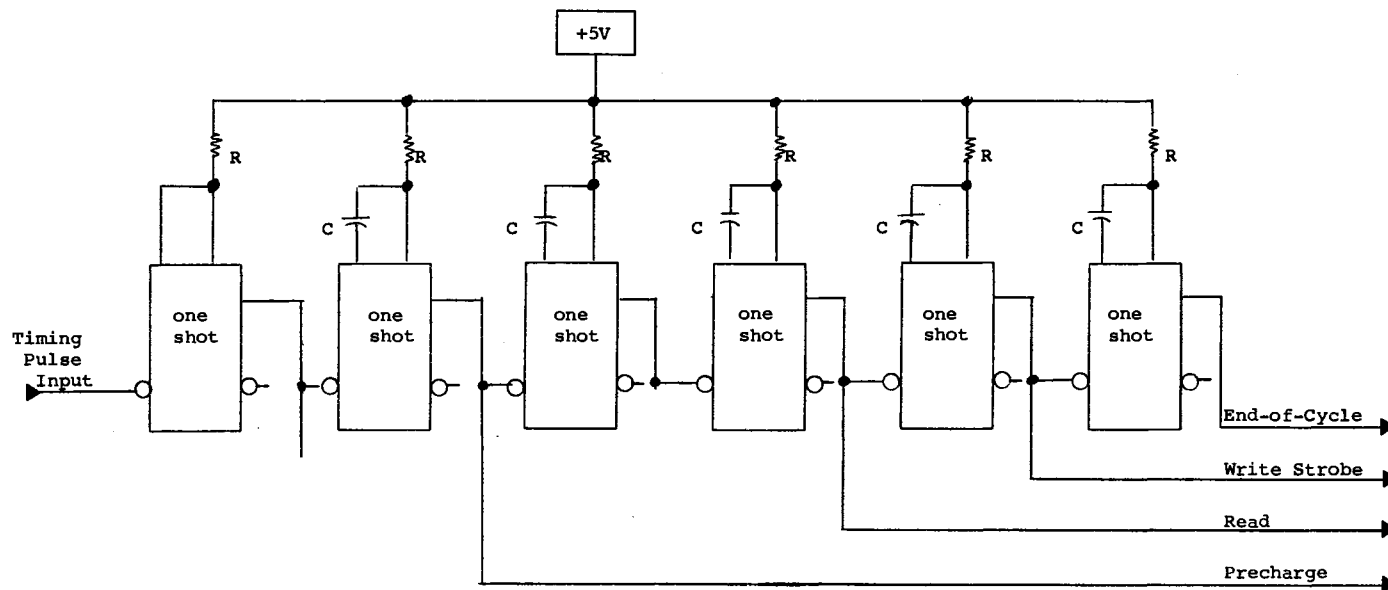 +5V
R
R
R
R
R
R
C
C
C
C
C
one
shot
one
shot
one
shot
one
shot
one
shot
one
shot
Timing
Pulse
Input
End-of-Cycle
Write Strobe
Read
Precharge